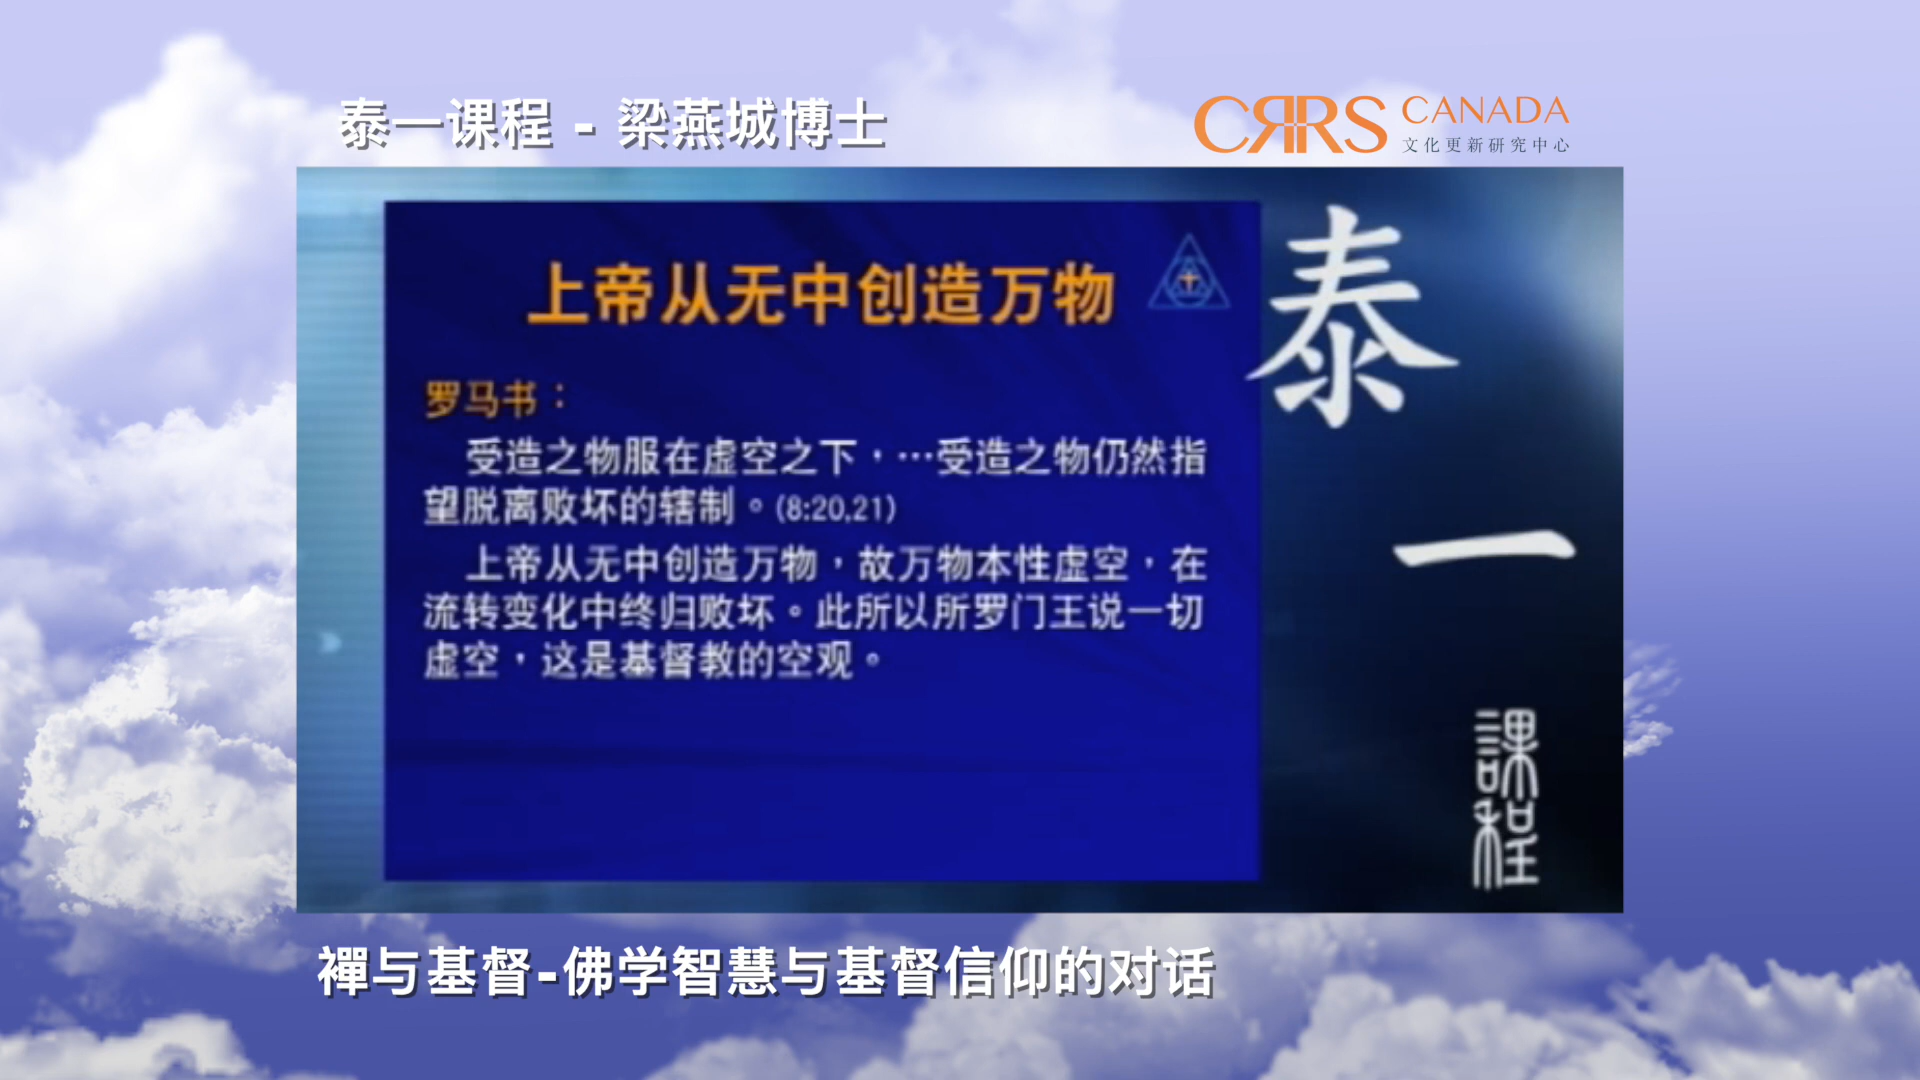 泰一课程 - 梁燕城博士
CRRS CANADA
文化更新研究中心
上帝从无中创造万物
罗马书：
受造之物服在虚空之下，…受造之物仍然指
望脱离败坏的辖制。(8:20,21)
上帝从无中创造万物，故万物本性虚空，在
流转变化中终归败坏。此所以所罗门王说一切
虚空，这是基督教的空观。
泰
一
課程
禪与基督-佛学智慧与基督信仰的对话